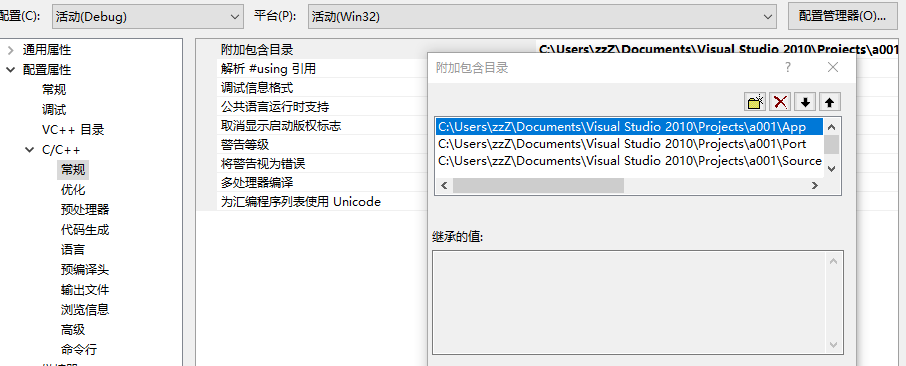 配置(C): 活动(Debug) 平台(P): 活动(Win32) 配置管理器(O)...
通用属性
配置属性
常规
调试
VC++ 目录
C/C++
常规
优化
预处理器
代码生成
语言
预编译头
输出文件
浏览信息
高级
命令行
附加包含目录 C:\Users\zzZ\Documents\Visual Studio 2010\Projects\a001
解析 #using 引用
调试信息格式
公共语言运行时支持
取消显示启动版权标志
警告等级
将警告视为错误
多处理器编译
为汇编程序列表使用 Unicode
附加包含目录
C:\Users\zzZ\Documents\Visual Studio 2010\Projects\a001\App
C:\Users\zzZ\Documents\Visual Studio 2010\Projects\a001\Port
C:\Users\zzZ\Documents\Visual Studio 2010\Projects\a001\Source
继承的值: